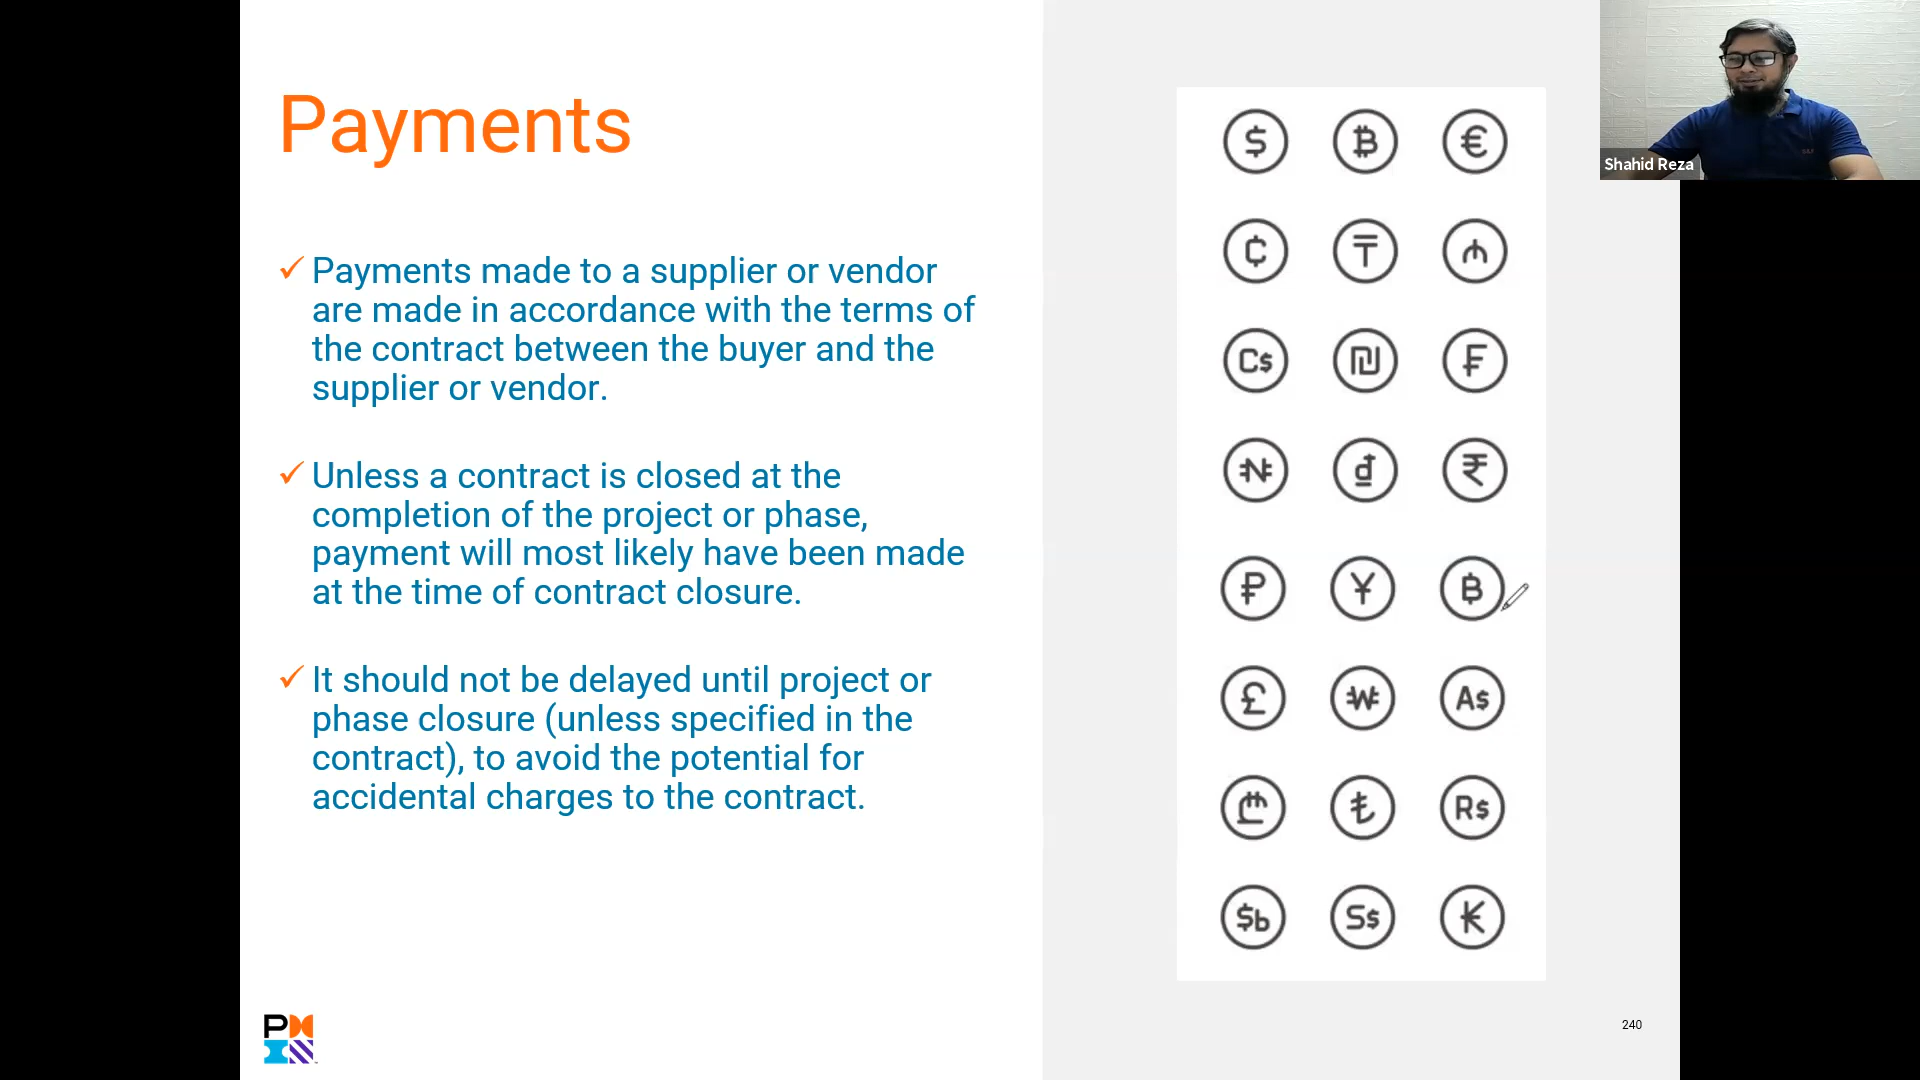 Payments
✓ Payments made to a supplier or vendor
are made in accordance with the terms of
the contract between the buyer and the
supplier or vendor.
✓ Unless a contract is closed at the
completion of the project or phase,
payment will most likely have been made
at the time of contract closure.
✓ It should not be delayed until project or
phase closure (unless specified in the
contract), to avoid the potential for
accidental charges to the contract.
$ ₿ €
₵ ₸ ₼
C$ ₪ ₣
₦ ₫ ₹
₽ ¥ ฿
£ ₩ A$
₾ ₺ R$
$b S$ ₭
Shahid Reza
240